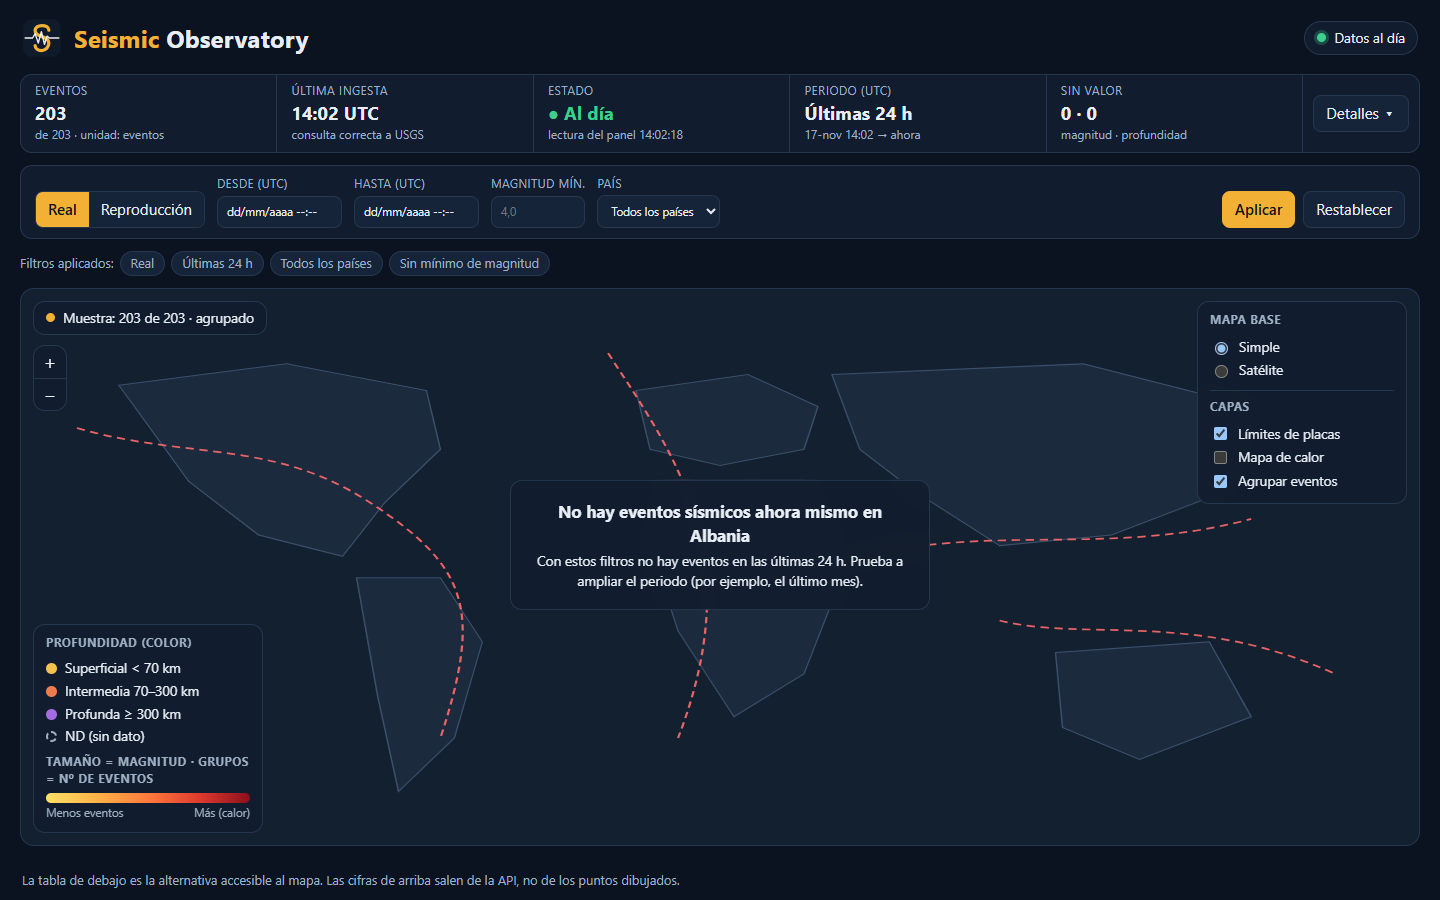 Seismic Observatory
Datos al día
EVENTOS
203
de 203 · unidad: eventos
ÚLTIMA INGESTA
14:02 UTC
consulta correcta a USGS
ESTADO
● Al día
lectura del panel 14:02:18
PERIODO (UTC)
Últimas 24 h
17-nov 14:02 → ahora
SIN VALOR
0 · 0
magnitud · profundidad
Detalles ▾
Real
Reproducción
DESDE (UTC)
dd/mm/aaaa --:--
HASTA (UTC)
dd/mm/aaaa --:--
MAGNITUD MÍN.
4,0
PAÍS
Todos los países
Aplicar
Restablecer
Filtros aplicados:
Real
Últimas 24 h
Todos los países
Sin mínimo de magnitud
Muestra: 203 de 203 · agrupado
+
−
MAPA BASE
Simple
Satélite
CAPAS
Límites de placas
Mapa de calor
Agrupar eventos
No hay eventos sísmicos ahora mismo en
Albania
Con estos filtros no hay eventos en las últimas 24 h. Prueba a
ampliar el periodo (por ejemplo, el último mes).
PROFUNDIDAD (COLOR)
Superficial < 70 km
Intermedia 70–300 km
Profunda ≥ 300 km
ND (sin dato)
TAMAÑO = MAGNITUD · GRUPOS
= Nº DE EVENTOS
Menos eventos
Más (calor)
La tabla de debajo es la alternativa accesible al mapa. Las cifras de arriba salen de la API, no de los puntos dibujados.